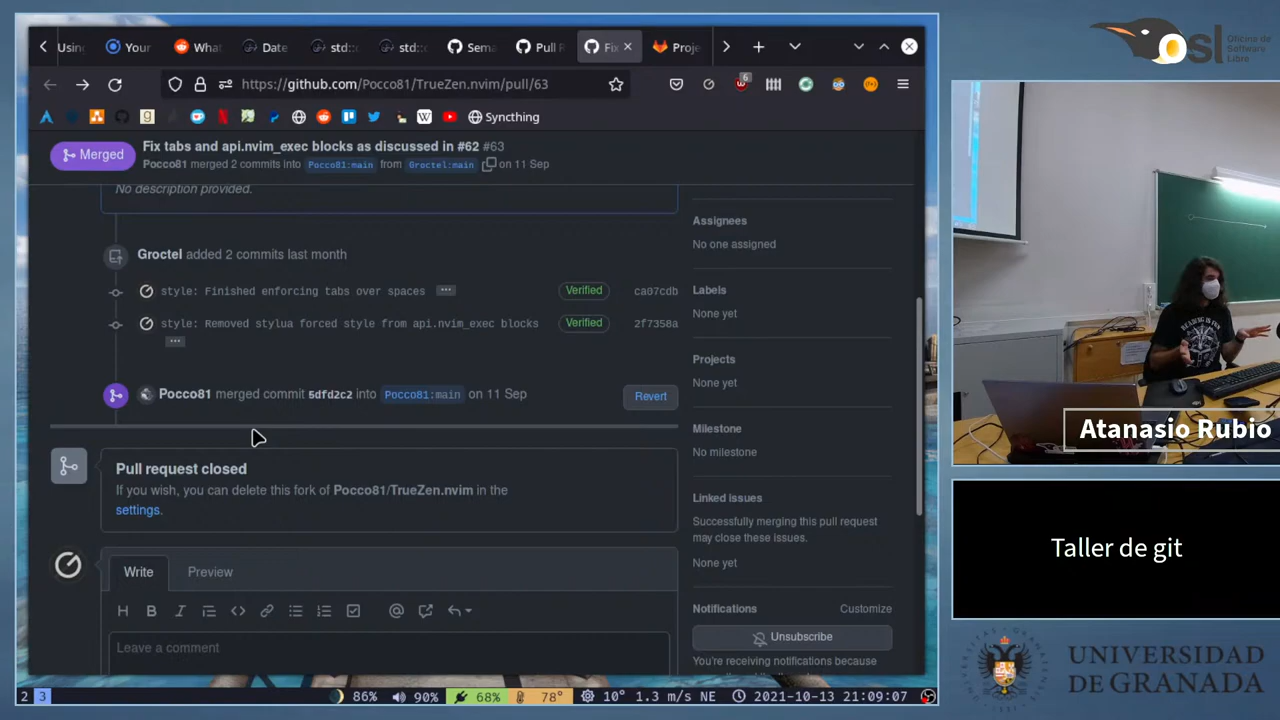 Using
Your
What
Date
std::
std::
Sema
Pull R
Fix
Proje
https://github.com/Pocco81/TrueZen.nvim/pull/63
6
Syncthing
Merged
Fix tabs and api.nvim_exec blocks as discussed in #62 #63
Pocco81 merged 2 commits into Pocco81:main from Groctel:main on 11 Sep
No description provided.
Groctel added 2 commits last month
style: Finished enforcing tabs over spaces ... Verified ca07cdb
style: Removed stylua forced style from api.nvim_exec blocks Verified 2f7358a
...
Pocco81 merged commit 5dfd2c2 into Pocco81:main on 11 Sep
Revert
Pull request closed
If you wish, you can delete this fork of Pocco81/TrueZen.nvim in the
settings.
Write Preview
Leave a comment
Assignees
No one assigned
Labels
None yet
Projects
None yet
Milestone
No milestone
Linked issues
Successfully merging this pull request
may close these issues.
None yet
Notifications Customize
Unsubscribe
You're receiving notifications because
2 3 86% 90% 68% 78° 10° 1.3 m/s NE 2021-10-13 21:09:07
osl
Oficina de
Software
Libre
READING IS FUN
Atanasio Rubio
Taller de git
UNIVERSIDAD
DE GRANADA